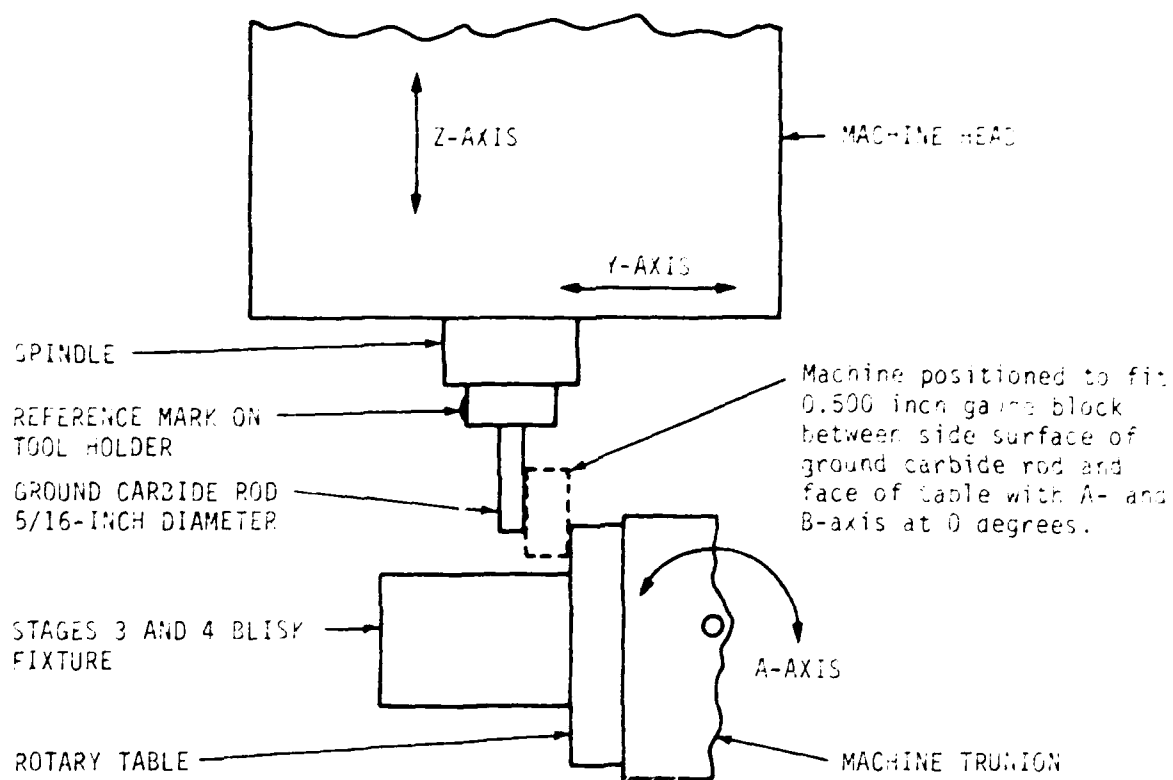 Z-AXIS
MACHINE HEAD
Y-AXIS
SPINDLE
REFERENCE MARK ON
TOOL HOLDER
GROUND CARBIDE ROD
5/16-INCH DIAMETER
Machine positioned to fit
0.500 inch gauge block
between side surface of
ground carbide rod and
face of table with A- and
B-axis at 0 degrees.
STAGES 3 AND 4 BLISK
FIXTURE
A-AXIS
ROTARY TABLE
MACHINE TRUNION